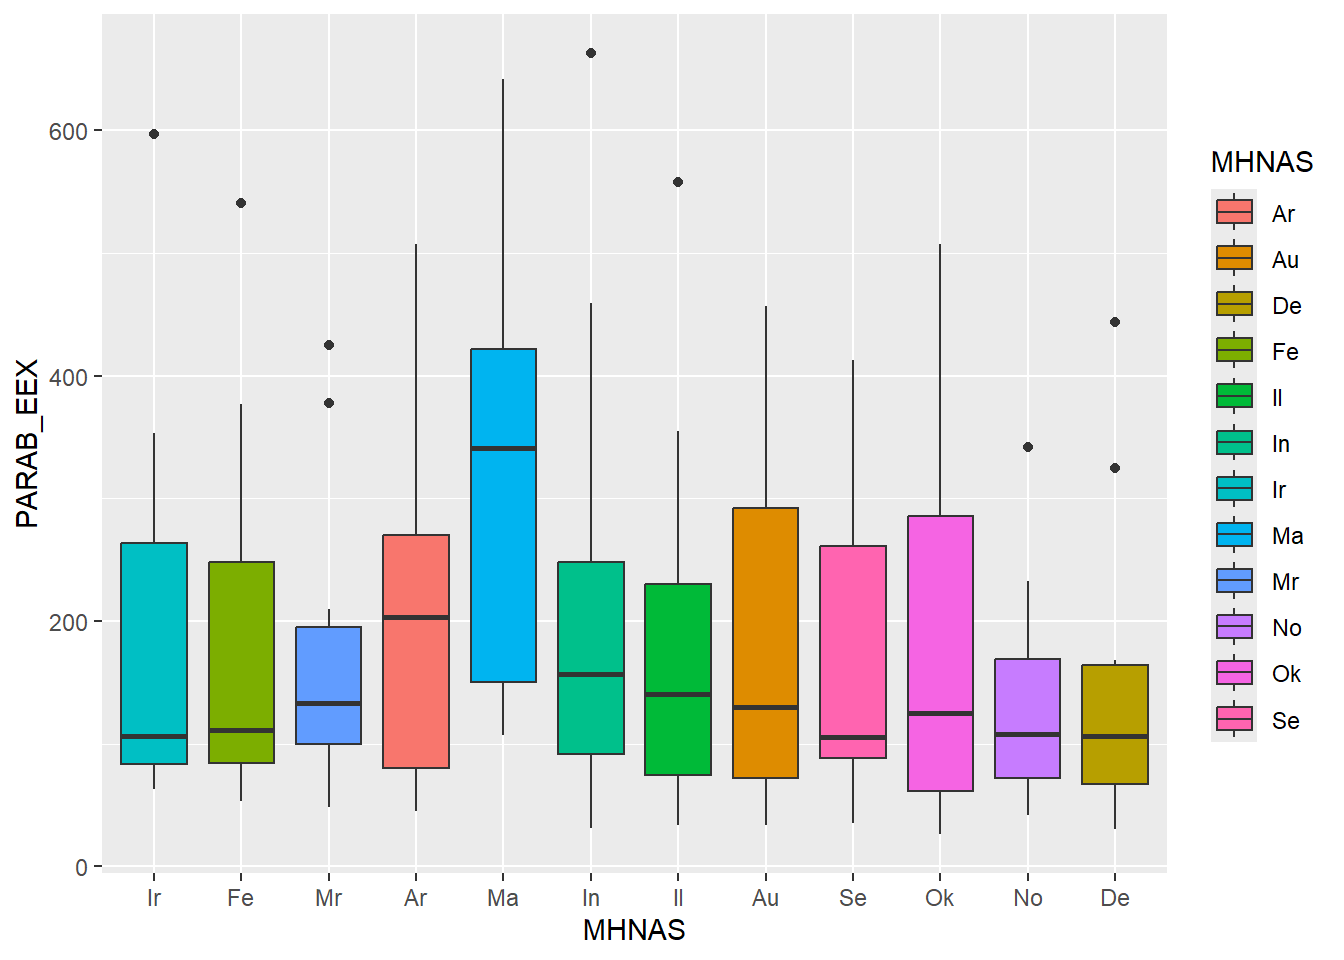 PARAB_EEX
600
400
200
0
Ir Fe Mr Ar Ma In Il Au Se Ok No De
MHNAS
MHNAS
Ar
Au
De
Fe
Il
In
Ir
Ma
Mr
No
Ok
Se